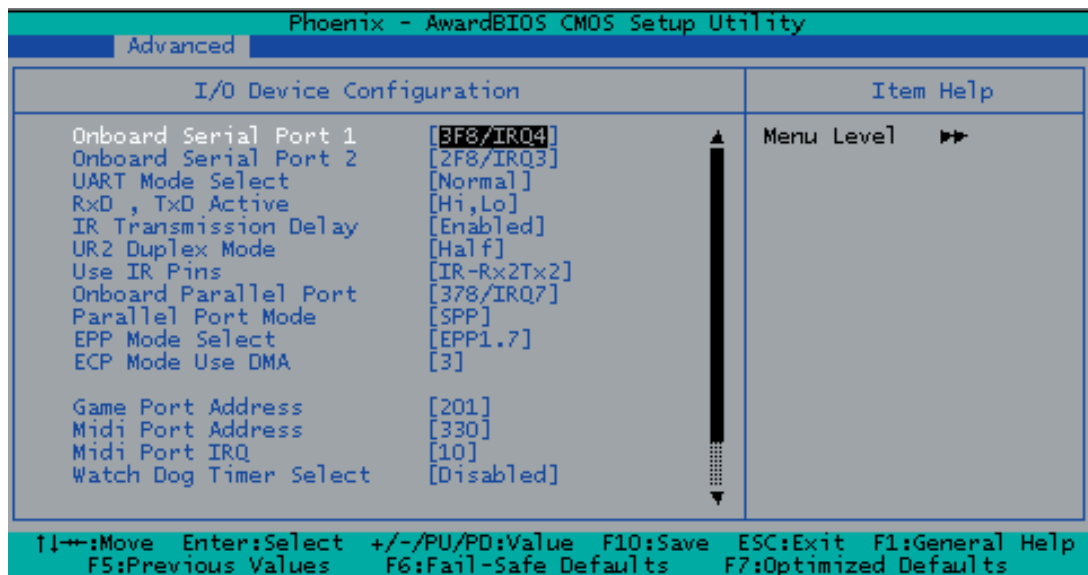 Phoenix - AwardBIOS CMOS Setup Utility
Advanced
I/O Device Configuration
Item Help
Onboard Serial Port 1 [3F8/IRQ4]
Menu Level ▶▶
Onboard Serial Port 2 [2F8/IRQ3]
UART Mode Select [Normal]
RxD , TxD Active [Hi,Lo]
IR Transmission Delay [Enabled]
UR2 Duplex Mode [Half]
Use IR Pins [IR-Rx2Tx2]
Onboard Parallel Port [378/IRQ7]
Parallel Port Mode [SPP]
EPP Mode Select [EPP1.7]
ECP Mode Use DMA [3]
Game Port Address [201]
Midi Port Address [330]
Midi Port IRQ [10]
Watch Dog Timer Select [Disabled]
↑↓→←:Move Enter:Select +/-/PU/PD:Value F10:Save ESC:Exit F1:General Help
F5:Previous Values F6:Fail-Safe Defaults F7:Optimized Defaults